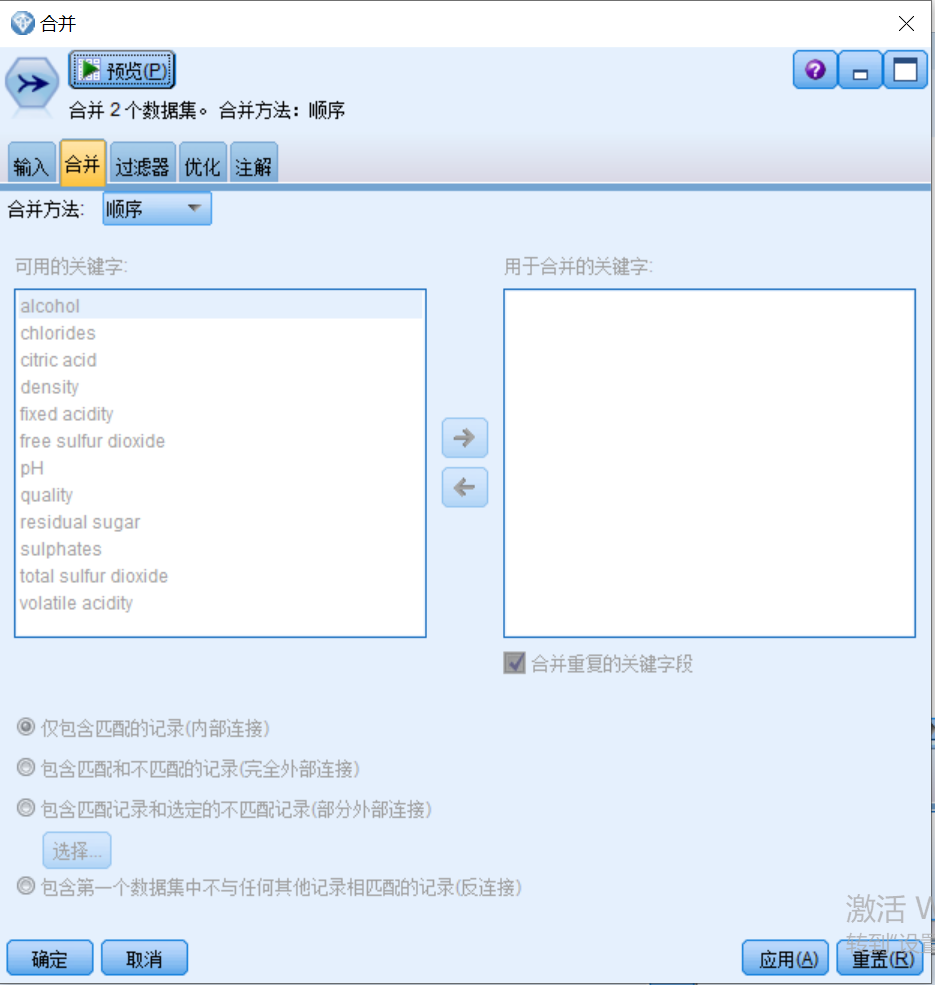 合并
预览(P)
合并 2 个数据集。合并方法：顺序
输入 合并 过滤器 优化 注解
合并方法: 顺序
可用的关键字:
用于合并的关键字:
alcohol
chlorides
citric acid
density
fixed acidity
free sulfur dioxide
pH
quality
residual sugar
sulphates
total sulfur dioxide
volatile acidity
合并重复的关键字段
仅包含匹配的记录(内部连接)
包含匹配和不匹配的记录(完全外部连接)
包含匹配记录和选定的不匹配记录(部分外部连接)
选择...
包含第一个数据集中不与任何其他记录相匹配的记录(反连接)
激活 W
转到"设置
确定 取消 应用(A) 重置(R)